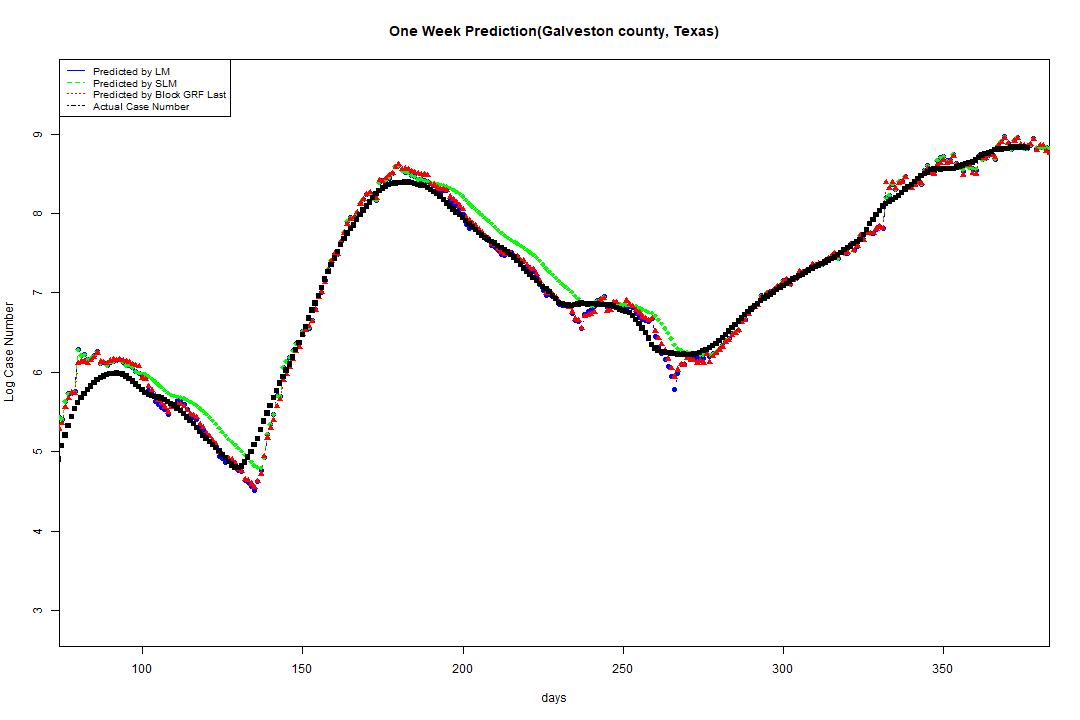 One Week Prediction(Galveston county, Texas)
Predicted by LM
Predicted by SLM
Predicted by Block GRF Last
Actual Case Number
Log Case Number
9
8
7
6
5
4
3
100 150 200 250 300 350
days